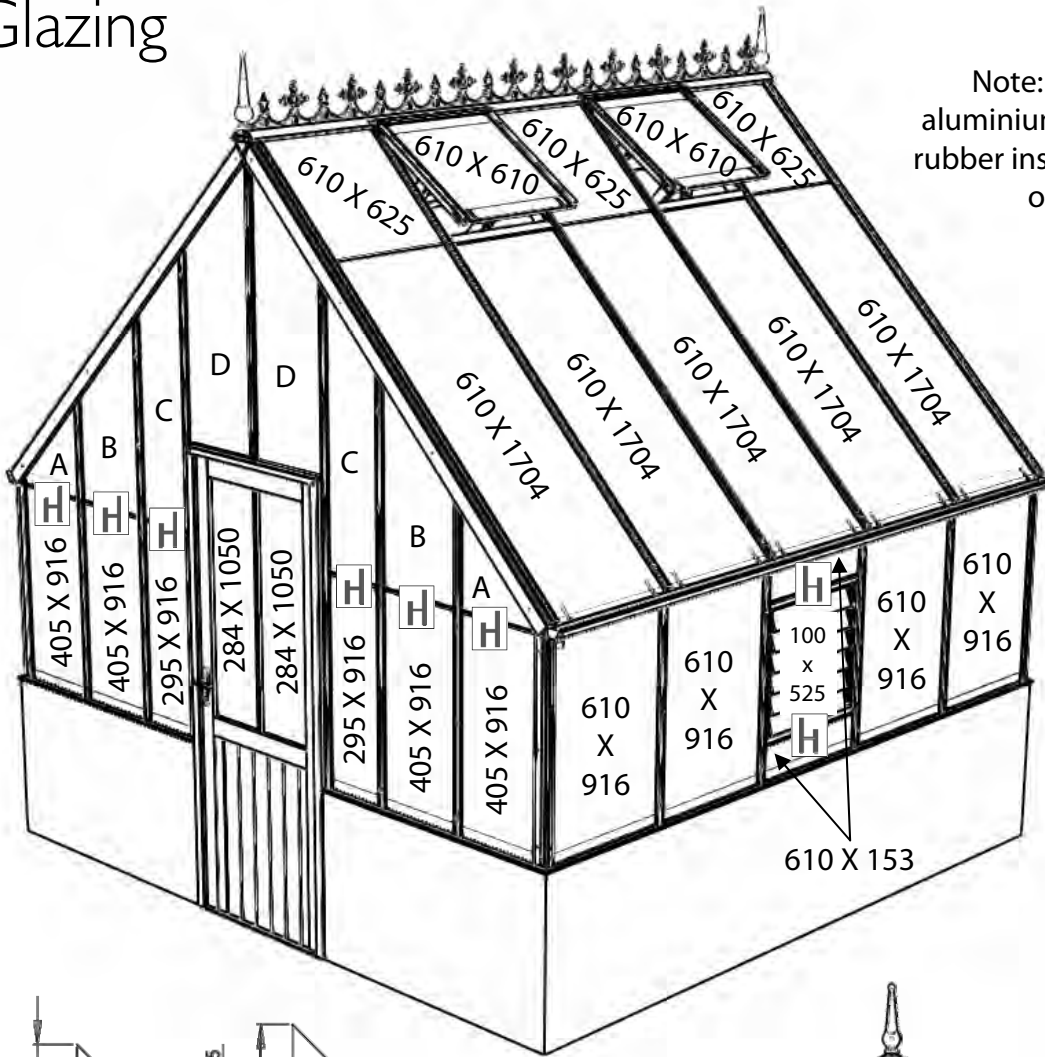 Glazing
Note:
aluminium
rubber ins
o
610 X 625
610 X 610
610 X 625
610 X 610
610 X 625
610 X 1704
610 X 1704
610 X 1704
610 X 1704
610 X 1704
D
D
C
B
A
C
B
A
H
H
H
H
H
H
405 X 916
405 X 916
295 X 916
284 X 1050
284 X 1050
295 X 916
405 X 916
405 X 916
610
X
916
610
X
916
h
100
x
525
h
610
X
916
610
X
916
610 X 153